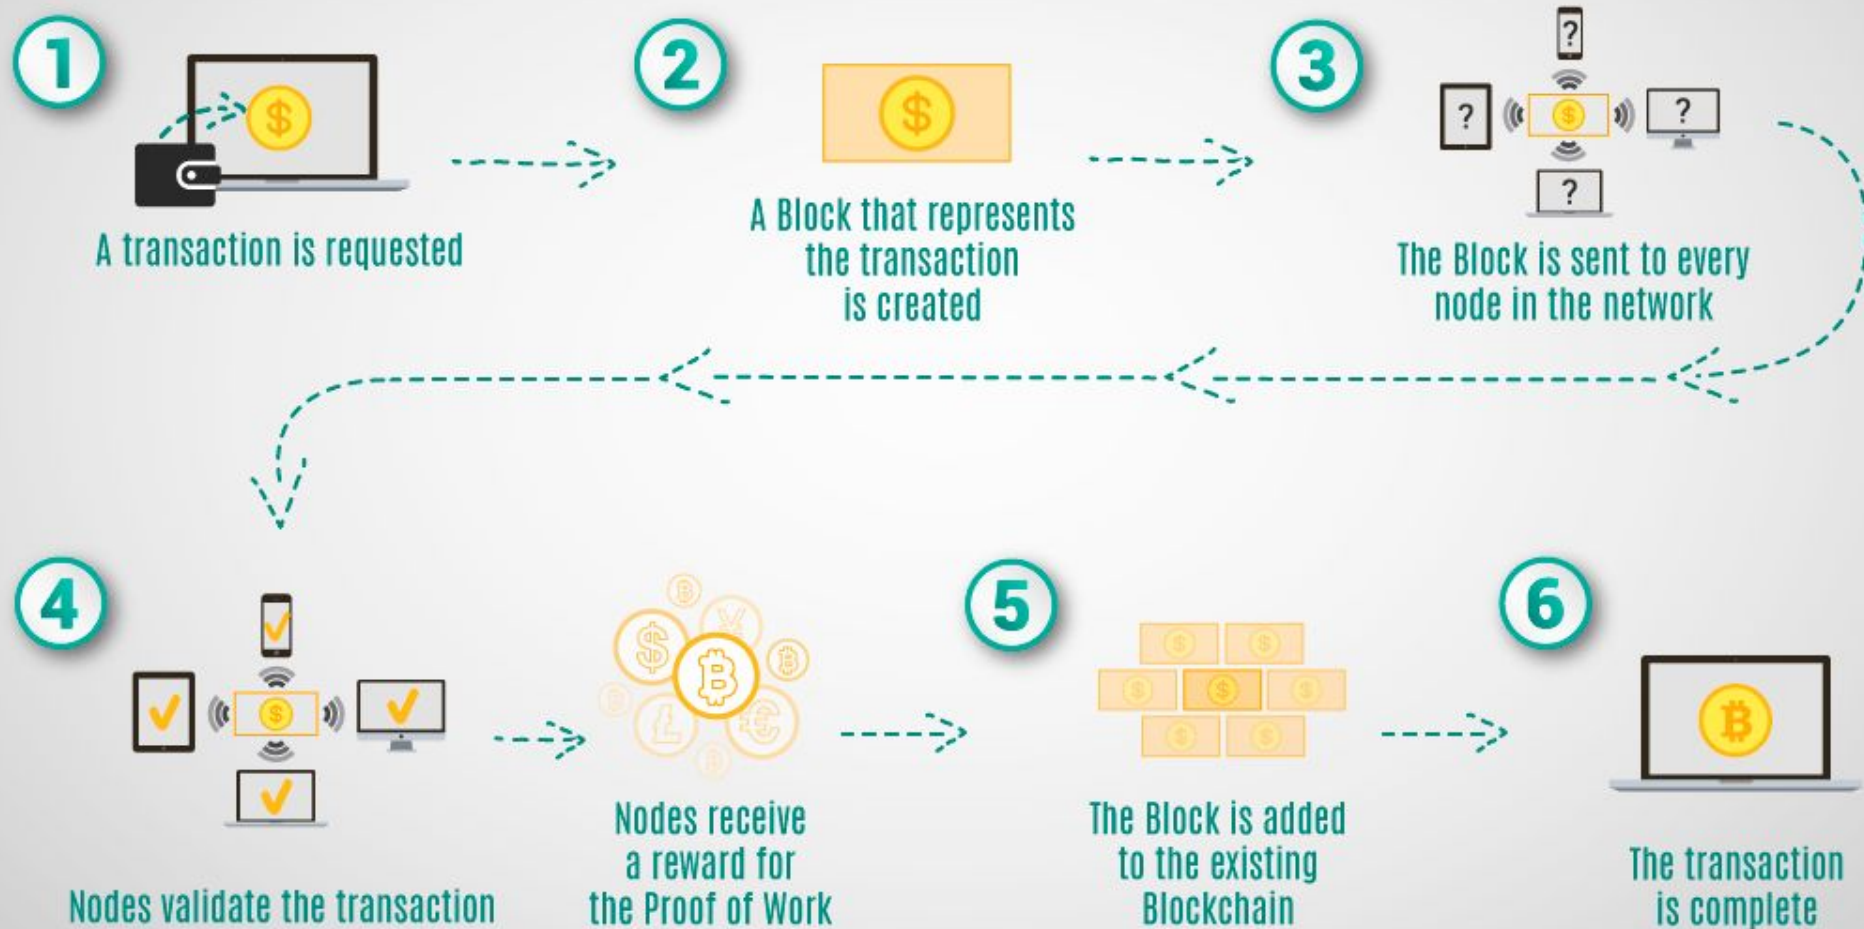 1
A transaction is requested
2
A Block that represents
the transaction
is created
3
The Block is sent to every
node in the network
4
Nodes validate the transaction
Nodes receive
a reward for
the Proof of Work
5
The Block is added
to the existing
Blockchain
6
The transaction
is complete